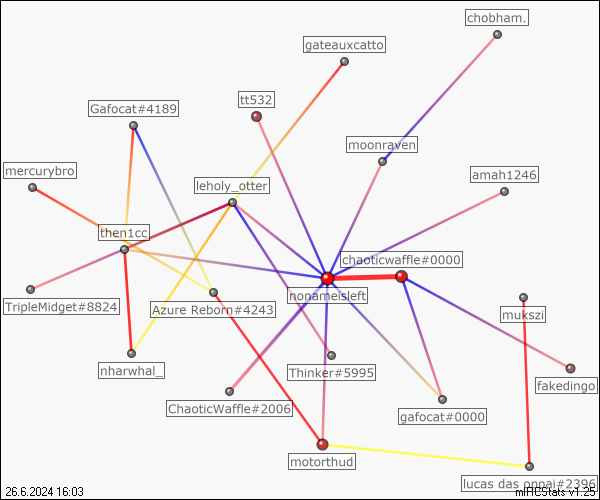 chobham.
gateauxcatto
tt532
Gafocat#4189
moonraven
mercurybro
amah1246
leholy_otter
then1cc
chaoticwaffle#0000
nonameisleft
TripleMidget#8824
Azure Reborn#4243
mukszi
nharwhal_
Thinker#5995
fakedingo
ChaoticWaffle#2006
gafocat#0000
motorthud
lucas das oppai#2396
26.6.2024 16:03
mIRCStats v1.25